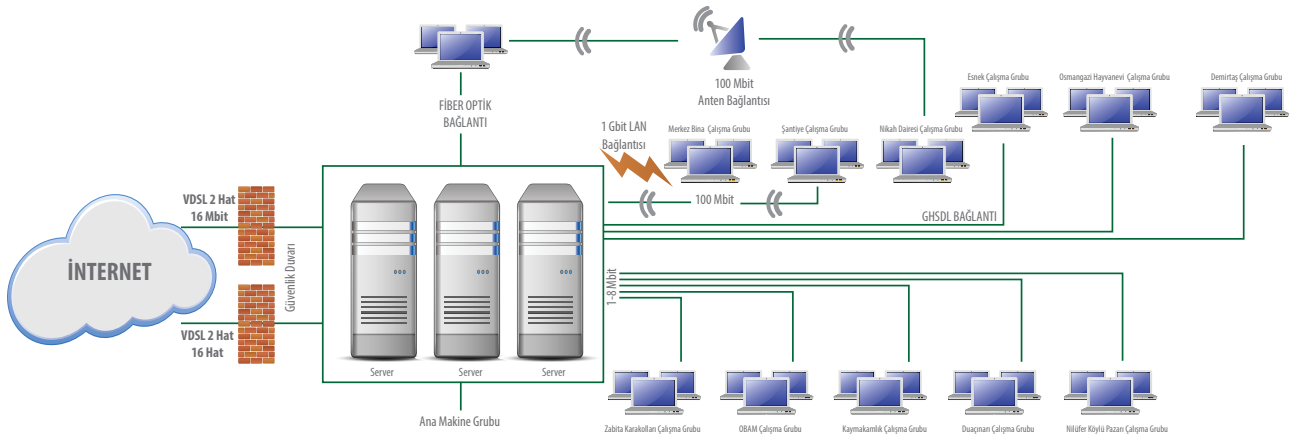 100 Mbit
Anten Bağlantısı
FİBER OPTİK
BAĞLANTI
Esnek Çalışma Grubu
Osmangazi Hayvanevi Çalışma Grubu
Demirtaş Çalışma Grubu
1 Gbit LAN
Bağlantısı
Merkez Bina Çalışma Grubu
Şantiye Çalışma Grubu
Nikah Dairesi Çalışma Grubu
VDSL 2 Hat
16 Mbit
100 Mbit
GHSDL BAĞLANTI
İNTERNET
Güvenlik Duvarı
1-8 Mbit
VDSL 2 Hat
16 Hat
Server
Server
Server
Ana Makine Grubu
Zabita Karakolları Çalışma Grubu
OBAM Çalışma Grubu
Kaymakamlık Çalışma Grubu
Duaçınarı Çalışma Grubu
Nilüfer Köylü Pazarı Çalışma Grubu